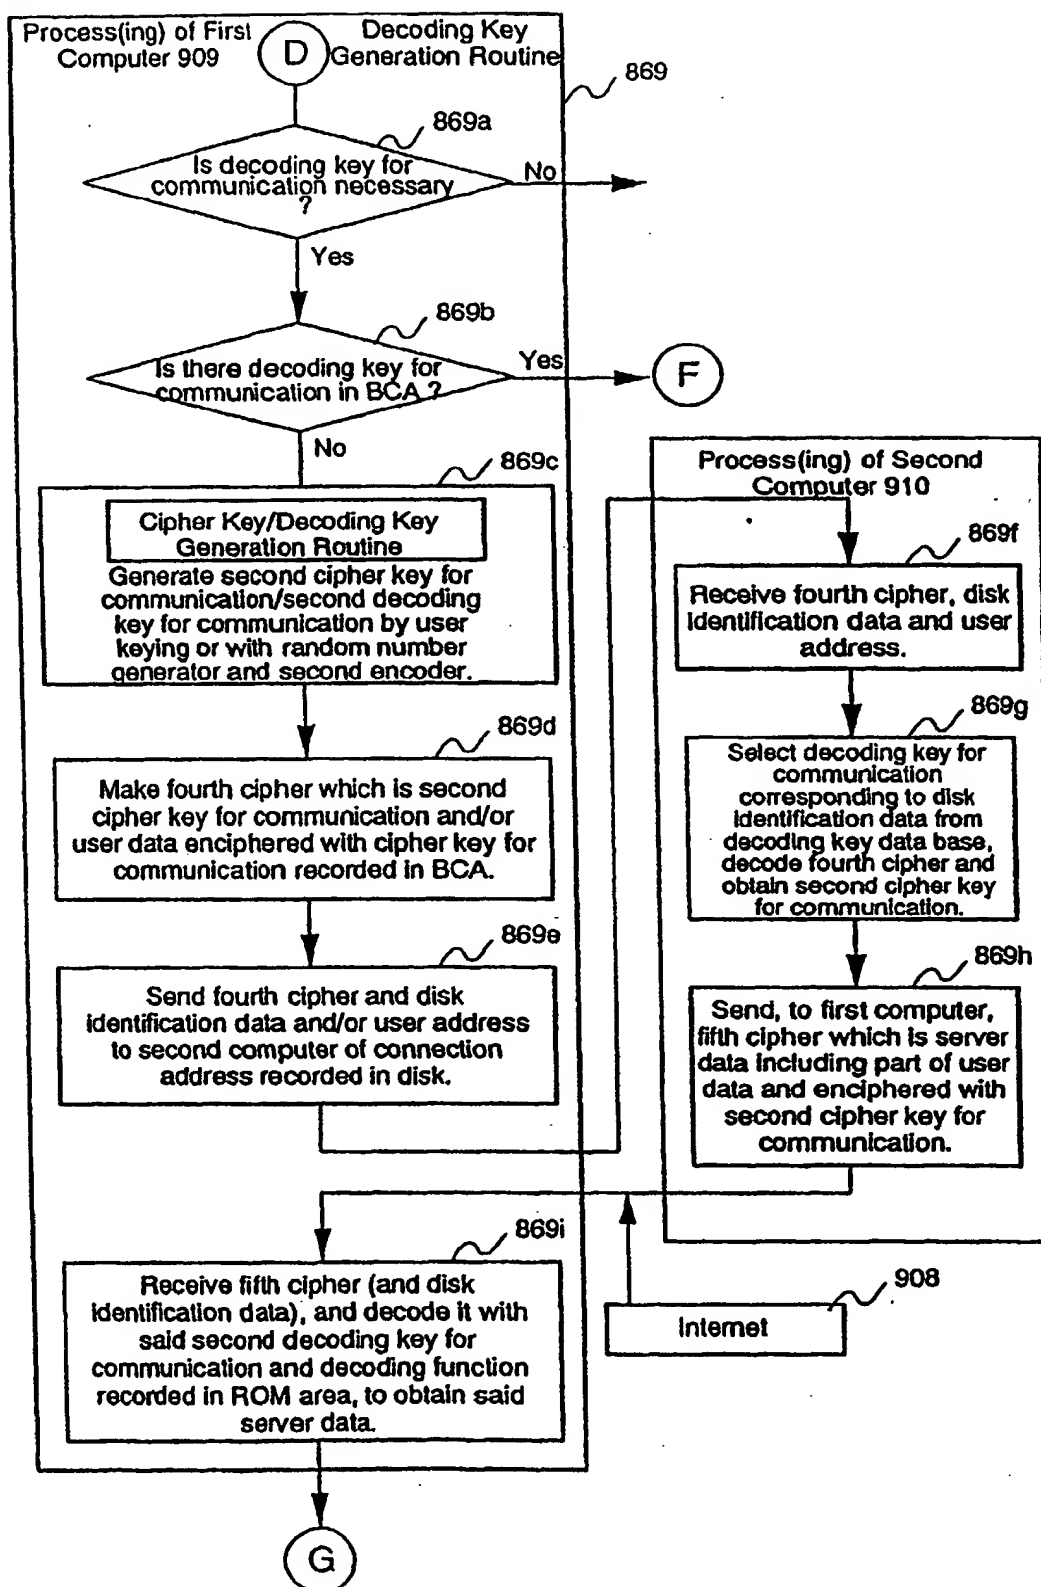 Process(ing) of First
Computer 909
D
Decoding Key
Generation Routine
869
869a
Is decoding key for
communication necessary
?
No
Yes
869b
Is there decoding key for
communication in BCA ?
Yes
F
No
869c
Cipher Key/Decoding Key
Generation Routine
Generate second cipher key for
communication/second decoding
key for communication by user
keying or with random number
generator and second encoder.
869d
Make fourth cipher which is second
cipher key for communication and/or
user data enciphered with cipher key for
communication recorded in BCA.
869e
Send fourth cipher and disk
identification data and/or user address
to second computer of connection
address recorded in disk.
Process(ing) of Second
Computer 910
869f
Receive fourth cipher, disk
identification data and user
address.
869g
Select decoding key for
communication
corresponding to disk
identification data from
decoding key data base,
decode fourth cipher and
obtain second cipher key
for communication.
869h
Send, to first computer,
fifth cipher which is server
data including part of user
data and enciphered with
second cipher key for
communication.
869i
Receive fifth cipher (and disk
identification data), and decode it with
said second decoding key for
communication and decoding function
recorded in ROM area, to obtain said
server data.
908
Internet
G